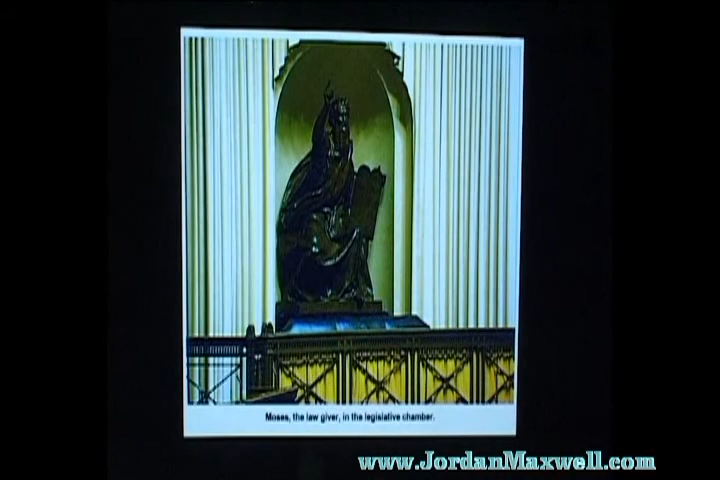 Moses, the law giver, in the legislative chamber.
www.JordanMaxwell.com